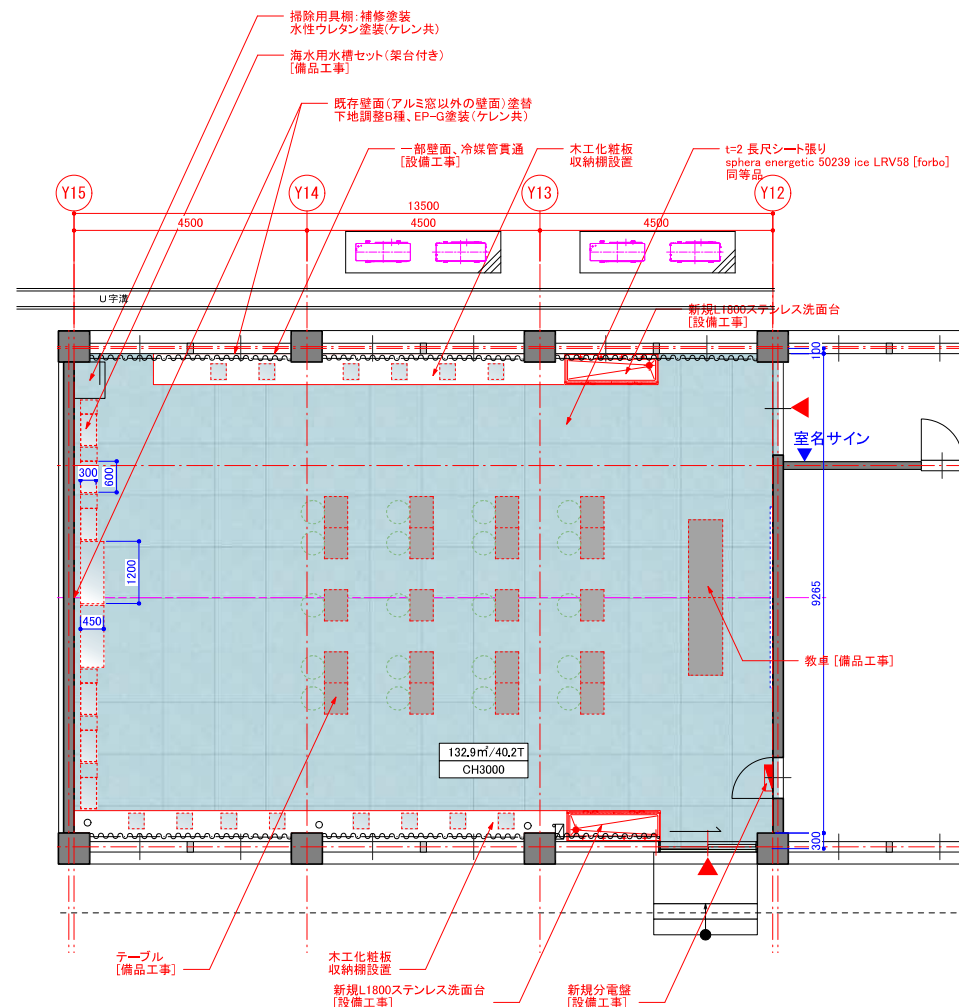 掃除用具棚:補修塗装
水性ウレタン塗装(ケレン共)
海水用水槽セット(架台付き)
[備品工事]
既存壁面(アルミ窓以外の壁面)塗替
下地調整B種、EP-G塗装(ケレン共)
一部壁面、冷媒管貫通
[設備工事]
木工化粧板
収納棚設置
t=2 長尺シート張り
sphera energetic 50239 ice LRV58 [forbo]
同等品
Y15
Y14
Y13
Y12
13500
4500
4500
4500
U字溝
新規L1800ステンレス洗面台
[設備工事]
100
室名サイン
300
600
1200
450
9265
教卓 [備品工事]
132.9㎡/40.2T
CH3000
300
テーブル
[備品工事]
木工化粧板
収納棚設置
新規L1800ステンレス洗面台
[設備工事]
新規分電盤
[設備工事]